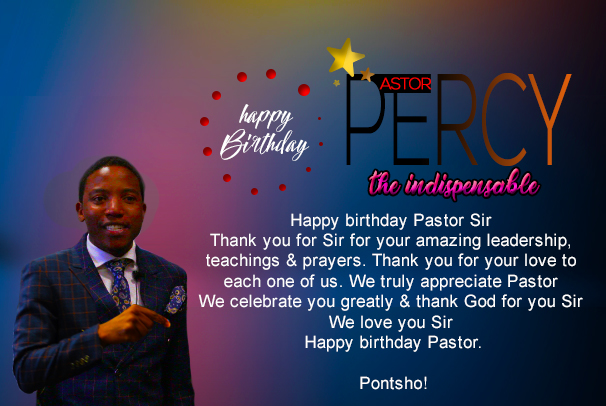 happy
Birthday
PASTOR
PERCY
the indispensable
Happy birthday Pastor Sir
Thank you for Sir for your amazing leadership,
teachings & prayers. Thank you for your love to
each one of us. We truly appreciate Pastor
We celebrate you greatly & thank God for you Sir
We love you Sir
Happy birthday Pastor.
Pontsho!